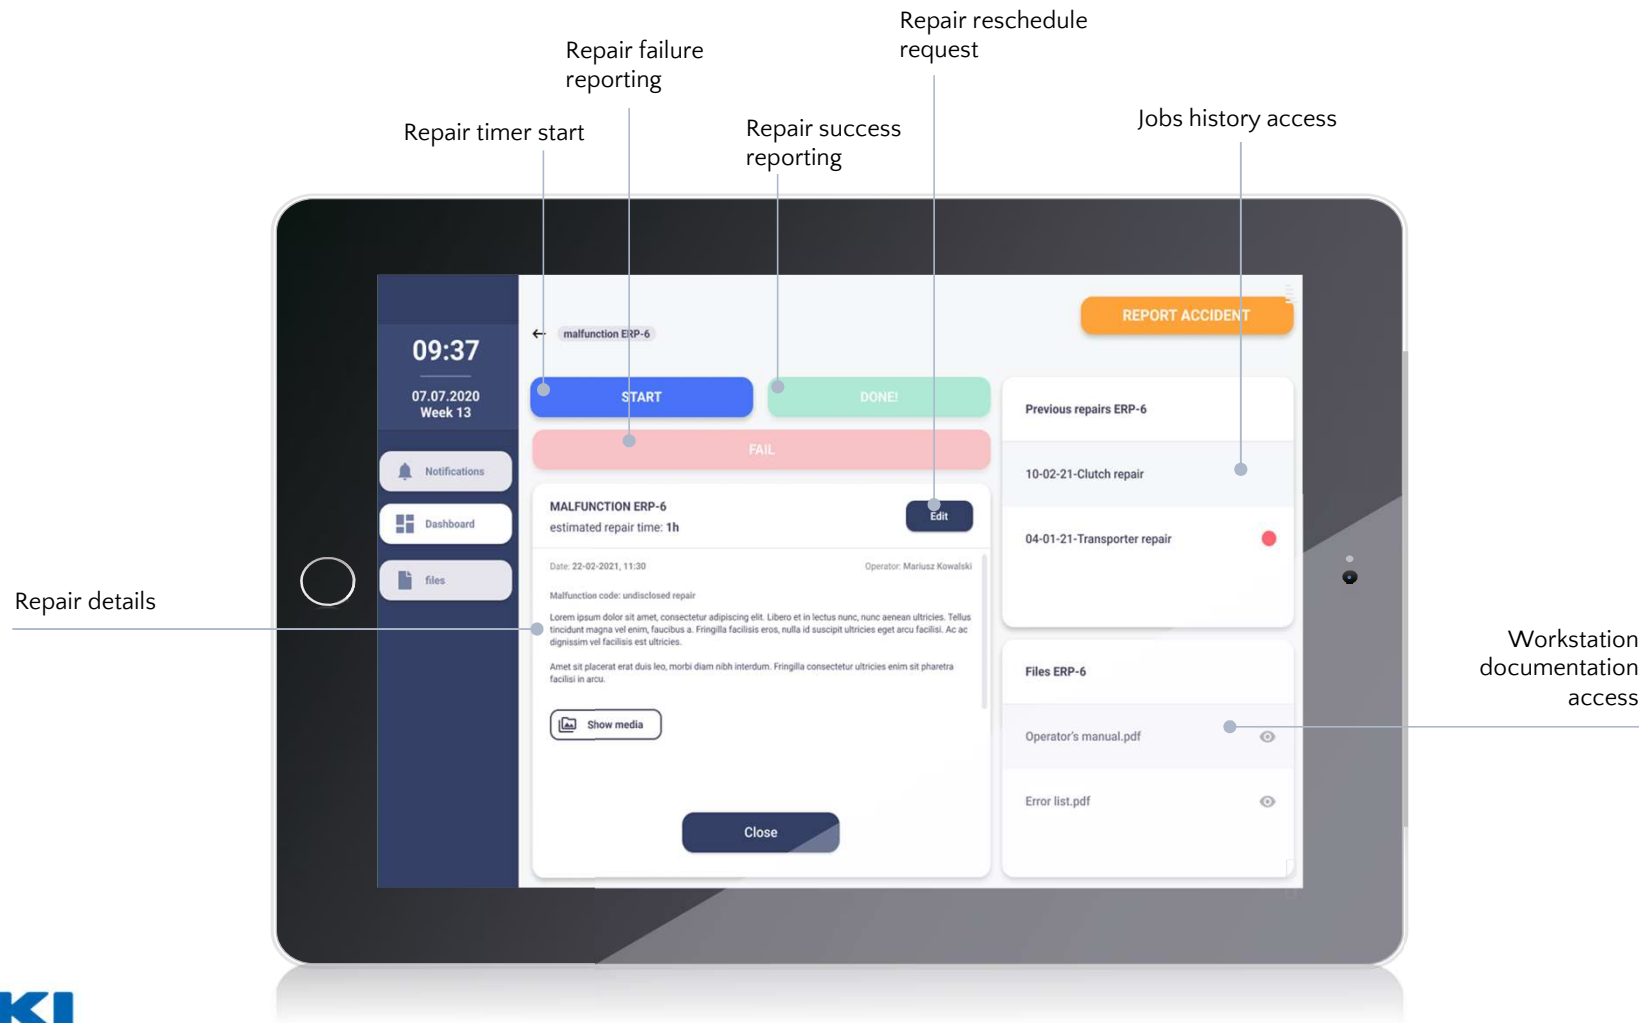 Repair reschedule
request
Repair failure
reporting
Repair timer start
Repair success
reporting
Jobs history access
Repair details
Workstation
documentation
access
09:37
07.07.2020
Week 13
Notifications
Dashboard
files
malfunction ERP-6
REPORT ACCIDENT
START
DONE!
FAIL
MALFUNCTION ERP-6
estimated repair time: 1h
Edit
Date: 22-02-2021, 11:30
Operator: Mariusz Kowalski
Malfunction code: undisclosed repair
Lorem ipsum dolor sit amet, consectetur adipiscing elit. Libero et in lectus nunc, nunc aenean ultricies. Tellus
tincidunt magna vel enim, faucibus a. Fringilla facilisis eros, nulla id suscipit ultricies eget arcu facilisi. Ac ac
dignissim vel facilisis est ultricies.
Amet sit placerat erat duis leo, morbi diam nibh interdum. Fringilla consectetur ultricies enim sit pharetra
facilisi in arcu.
Show media
Close
Previous repairs ERP-6
10-02-21-Clutch repair
04-01-21-Transporter repair
Files ERP-6
Operator's manual.pdf
Error list.pdf
KI